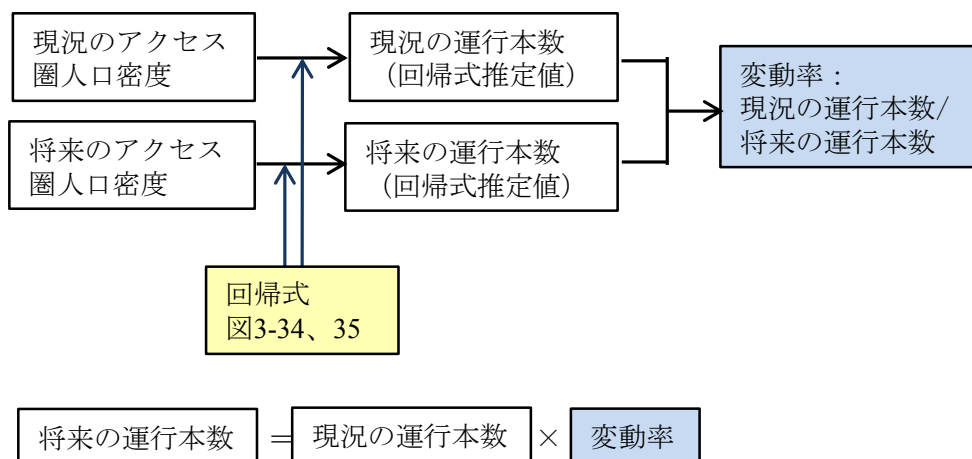 現況のアクセス
圏人口密度
現況の運行本数
（回帰式推定値）
将来のアクセス
圏人口密度
将来の運行本数
（回帰式推定値）
変動率：
現況の運行本数/
将来の運行本数
回帰式
図3-34、35
将来の運行本数 ＝ 現況の運行本数 × 変動率